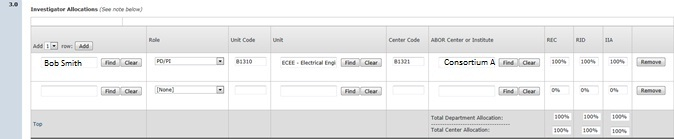 3.0
Investigator Allocations (See note below)
Add 1 row: Add
Role Unit Code Unit Center Code ABOR Center or Institute REC RID IIA
Bob Smith Find Clear PD/PI B1310 ECEE - Electrical Engi Find Clear B1321 Consortium A Find Clear 100% 100% 100% Remove
Find Clear [None] Find Clear Find Clear 0% 0% 0% Remove
Top
Total Department Allocation: 100% 100% 100%
Total Center Allocation: 100% 100% 100%